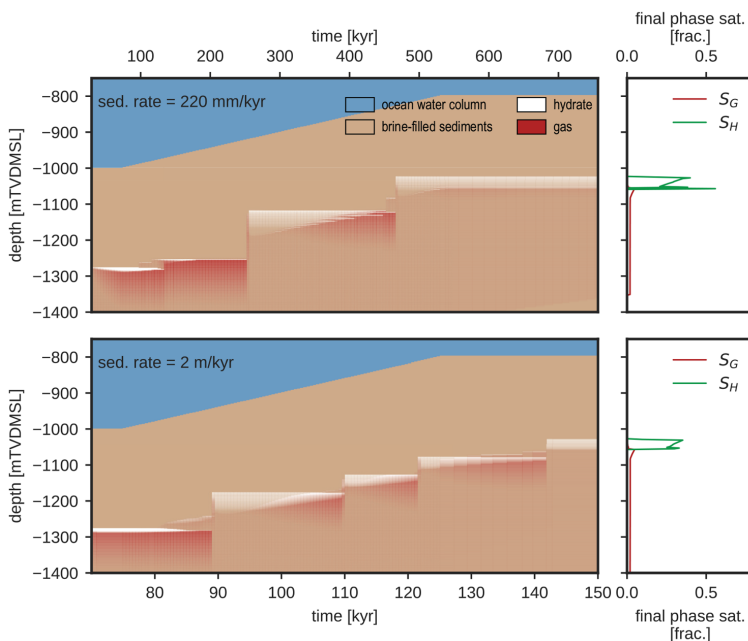 time [kyr]
100 200 300 400 500 600 700
final phase sat.
[frac.]
0.0 0.5
−800
−900
−1000
−1100
−1200
−1300
−1400
depth [mTVDMSL]
sed. rate = 220 mm/kyr
ocean water column
brine-filled sediments
hydrate
gas
S_G
S_H
−800
−900
−1000
−1100
−1200
−1300
−1400
depth [mTVDMSL]
sed. rate = 2 m/kyr
S_G
S_H
80 90 100 110 120 130 140 150
time [kyr]
0.0 0.5
final phase sat.
[frac.]